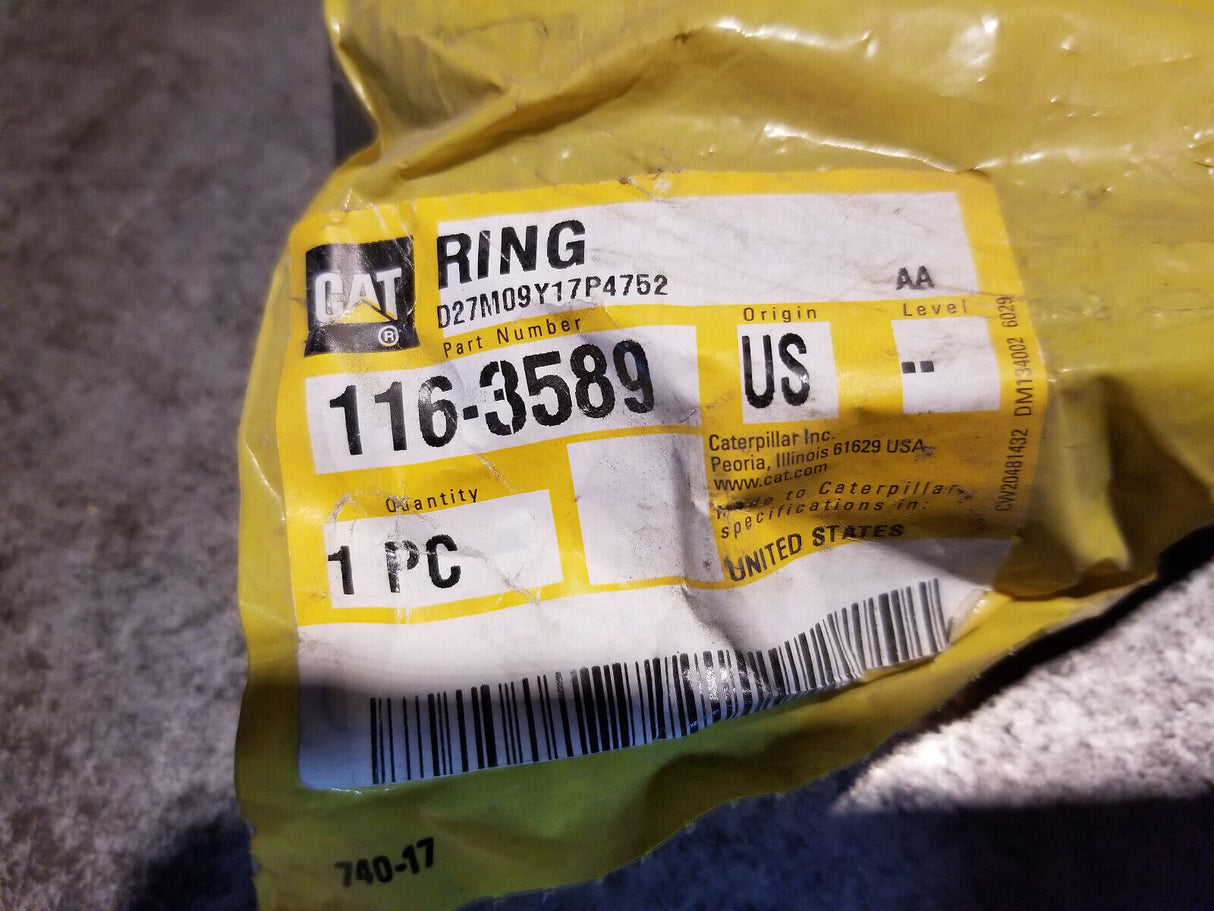 CAT
®
RING
D27M09Y17P4752
AA
Part Number
Origin
Level
116-3589
US
--
Quantity
1 PC
Caterpillar Inc.
Peoria, Illinois 61629 USA
www.cat.com
Made to Caterpillar
specifications in:
UNITED STATES
CW20481432 DM134002 6029
740-17